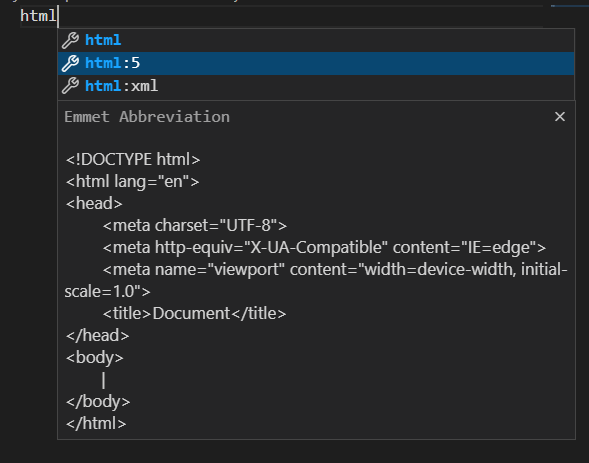 html
html
html:5
html:xml
Emmet Abbreviation
<!DOCTYPE html>
<html lang="en">
<head>
<meta charset="UTF-8">
<meta http-equiv="X-UA-Compatible" content="IE=edge">
<meta name="viewport" content="width=device-width, initial-
scale=1.0">
<title>Document</title>
</head>
<body>
|
</body>
</html>